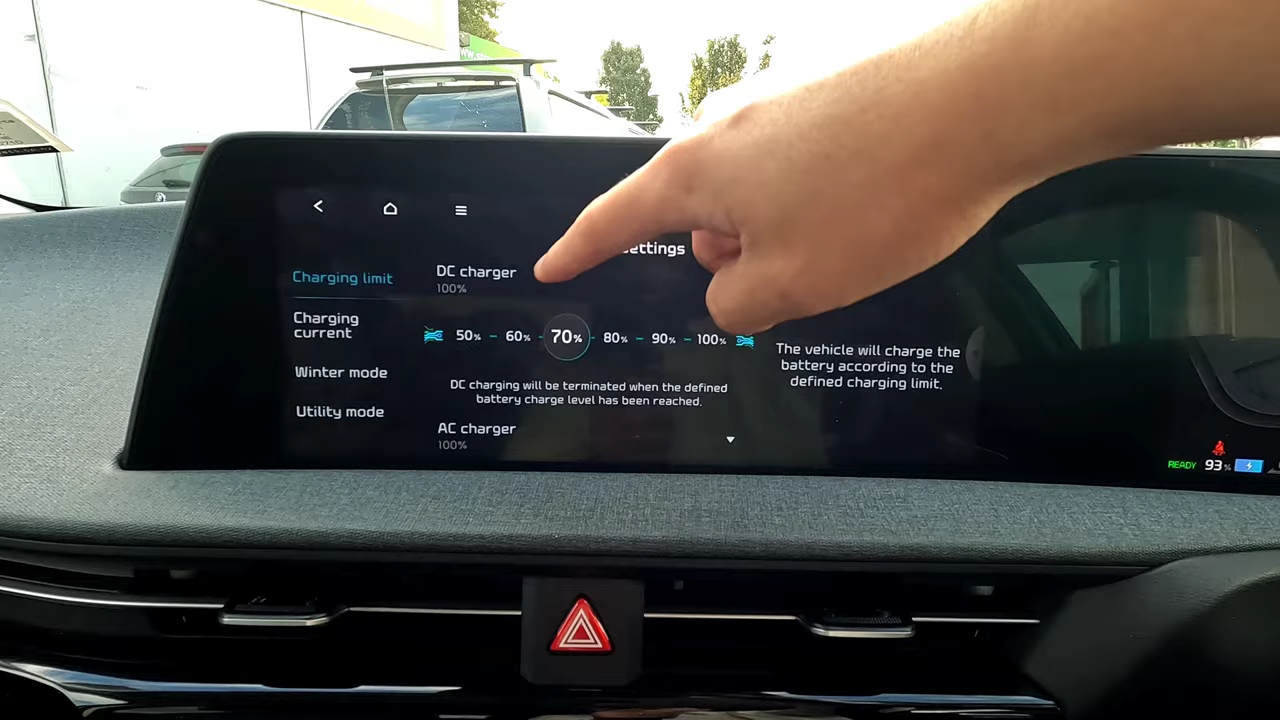 ettings
Charging limit
Charging
current
Winter mode
Utility mode
DC charger
100%
50% 60% 70% 80% 90% 100%
DC charging will be terminated when the defined
battery charge level has been reached.
AC charger
100%
The vehicle will charge the
battery according to the
defined charging limit.
READY 93%